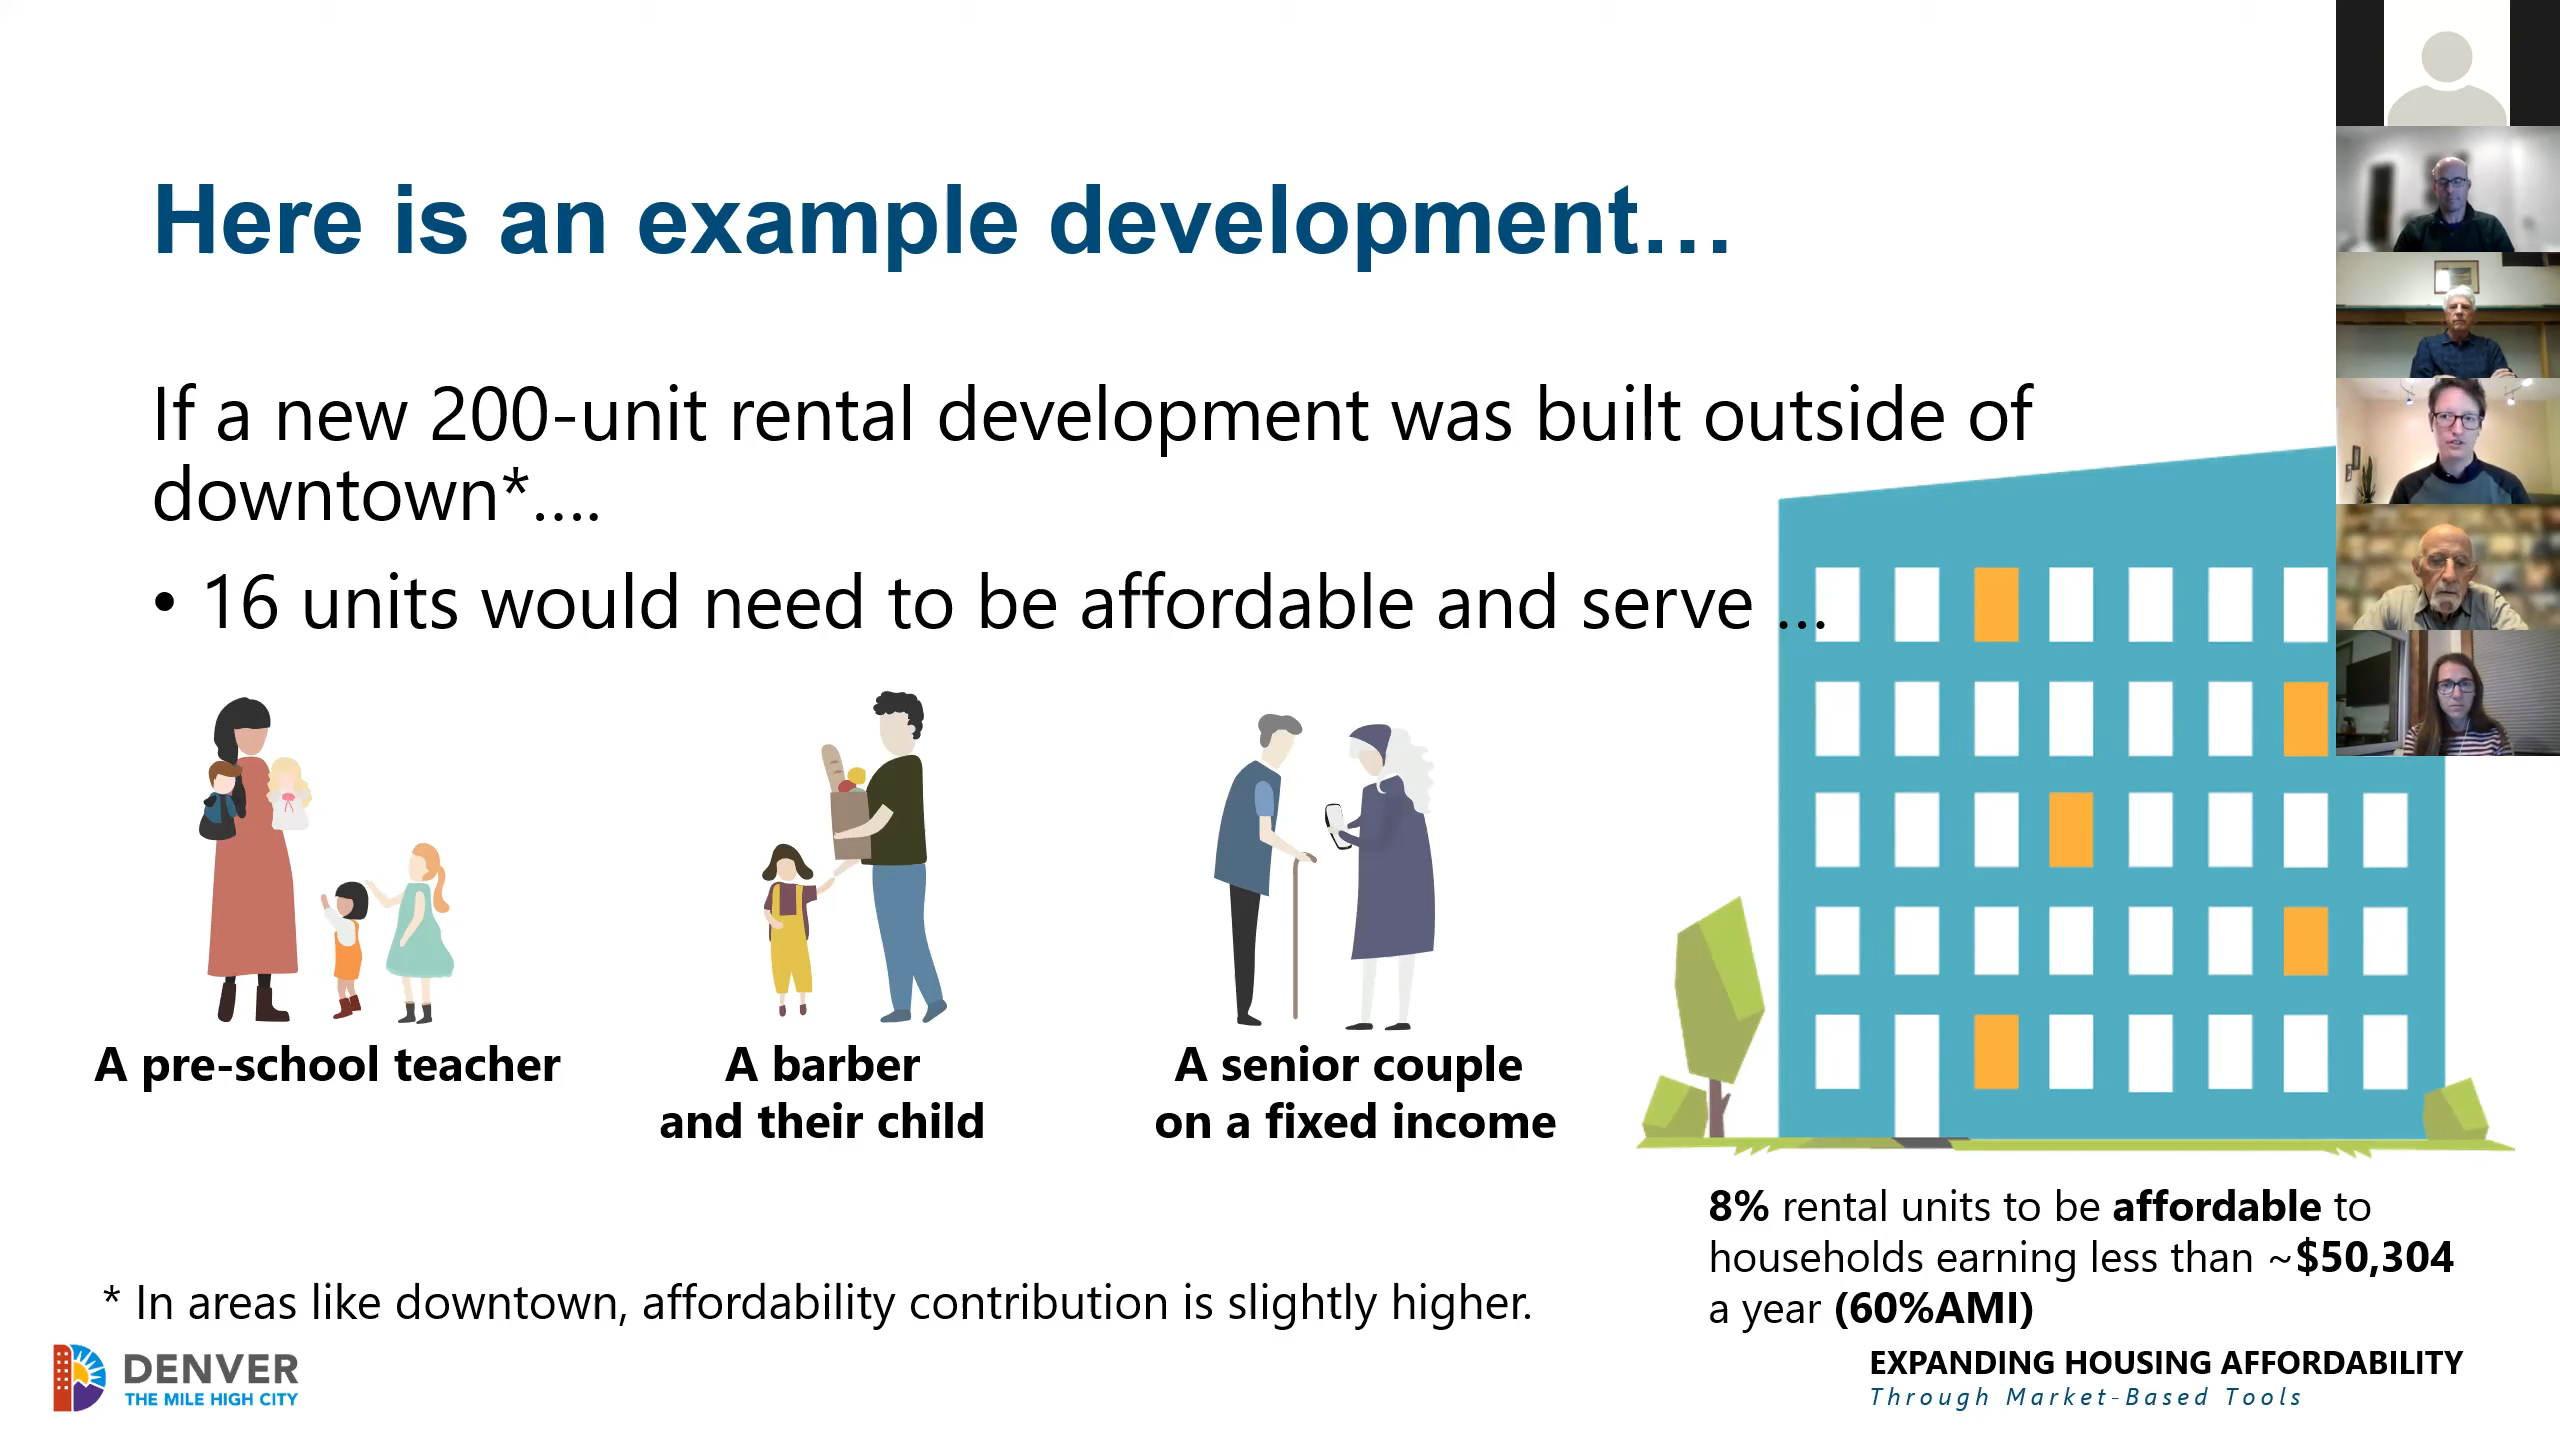 Here is an example development...
If a new 200-unit rental development was built outside of
downtown*....
• 16 units would need to be affordable and serve ...
A pre-school teacher
A barber
and their child
A senior couple
on a fixed income
8% rental units to be affordable to
households earning less than ~$50,304
a year (60%AMI)
* In areas like downtown, affordability contribution is slightly higher.
DENVER
THE MILE HIGH CITY
EXPANDING HOUSING AFFORDABILITY
Through Market-Based Tools